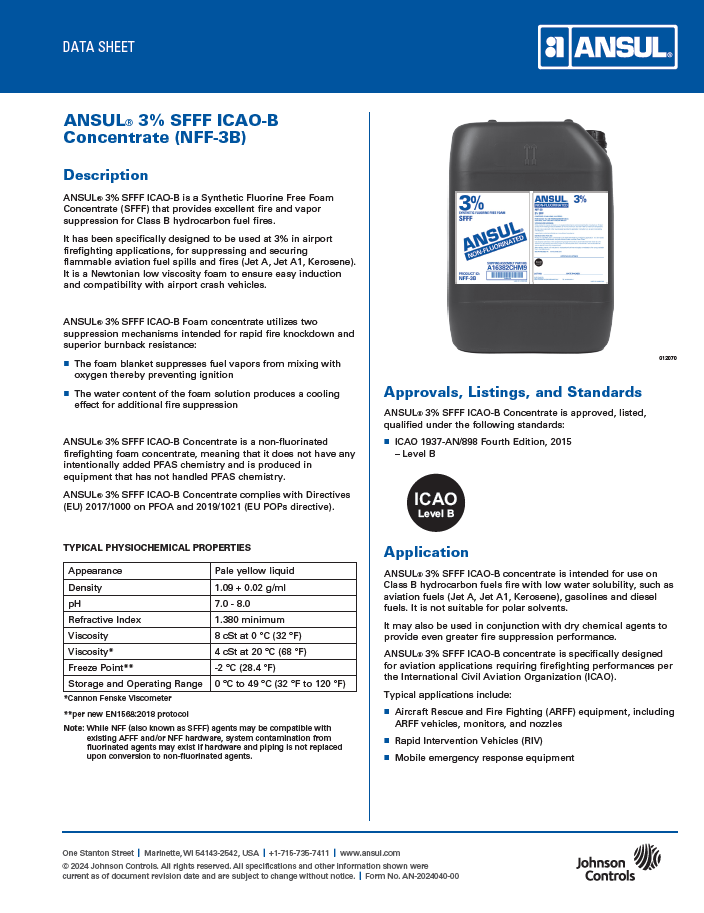 DATA SHEET
ANSUL®
ANSUL® 3% SFFF ICAO-B
Concentrate (NFF-3B)
Description
ANSUL® 3% SFFF ICAO-B is a Synthetic Fluorine Free Foam
Concentrate (SFFF) that provides excellent fire and vapor
suppression for Class B hydrocarbon fuel fires.
It has been specifically designed to be used at 3% in airport
firefighting applications, for suppressing and securing
flammable aviation fuel spills and fires (Jet A, Jet A1, Kerosene).
It is a Newtonian low viscosity foam to ensure easy induction
and compatibility with airport crash vehicles.
ANSUL® 3% SFFF ICAO-B Foam concentrate utilizes two
suppression mechanisms intended for rapid fire knockdown and
superior burnback resistance:
■ The foam blanket suppresses fuel vapors from mixing with
oxygen thereby preventing ignition
■ The water content of the foam solution produces a cooling
effect for additional fire suppression
ANSUL® 3% SFFF ICAO-B Concentrate is a non-fluorinated
firefighting foam concentrate, meaning that it does not have any
intentionally added PFAS chemistry and is produced in
equipment that has not handled PFAS chemistry.
ANSUL® 3% SFFF ICAO-B Concentrate complies with Directives
(EU) 2017/1000 on PFOA and 2019/1021 (EU POPs directive).
TYPICAL PHYSIOCHEMICAL PROPERTIES
Appearance Pale yellow liquid
Density 1.09 + 0.02 g/ml
pH 7.0 - 8.0
Refractive Index 1.380 minimum
Viscosity 8 cSt at 0 °C (32 °F)
Viscosity* 4 cSt at 20 °C (68 °F)
Freeze Point** -2 °C (28.4 °F)
Storage and Operating Range 0 °C to 49 °C (32 °F to 120 °F)
*Cannon Fenske Viscometer
**per new EN1568:2018 protocol
Note: While NFF (also known as SFFF) agents may be compatible with
existing AFFF and/or NFF hardware, system contamination from
fluorinated agents may exist if hardware and piping is not replaced
upon conversion to non-fluorinated agents.
3%
SYNTHETIC FLUORINE FREE FOAM
SFFF
ANSUL®
NON-FLUORINATED
A16382CHM9
PRODUCT ID:
NFF-3B
ANSUL 3%
NON-FLUORINATED
012070
Approvals, Listings, and Standards
ANSUL® 3% SFFF ICAO-B Concentrate is approved, listed,
qualified under the following standards:
■ ICAO 1937-AN/898 Fourth Edition, 2015
– Level B
ICAO
Level B
Application
ANSUL® 3% SFFF ICAO-B concentrate is intended for use on
Class B hydrocarbon fuels fire with low water solubility, such as
aviation fuels (Jet A, Jet A1, Kerosene), gasolines and diesel
fuels. It is not suitable for polar solvents.
It may also be used in conjunction with dry chemical agents to
provide even greater fire suppression performance.
ANSUL® 3% SFFF ICAO-B concentrate is specifically designed
for aviation applications requiring firefighting performances per
the International Civil Aviation Organization (ICAO).
Typical applications include:
■ Aircraft Rescue and Fire Fighting (ARFF) equipment, including
ARFF vehicles, monitors, and nozzles
■ Rapid Intervention Vehicles (RIV)
■ Mobile emergency response equipment
One Stanton Street | Marinette, WI 54143-2542, USA | +1-715-735-7411 | www.ansul.com
© 2024 Johnson Controls. All rights reserved. All specifications and other information shown were
current as of document revision date and are subject to change without notice. | Form No. AN-2024040-00
Johnson
Controls